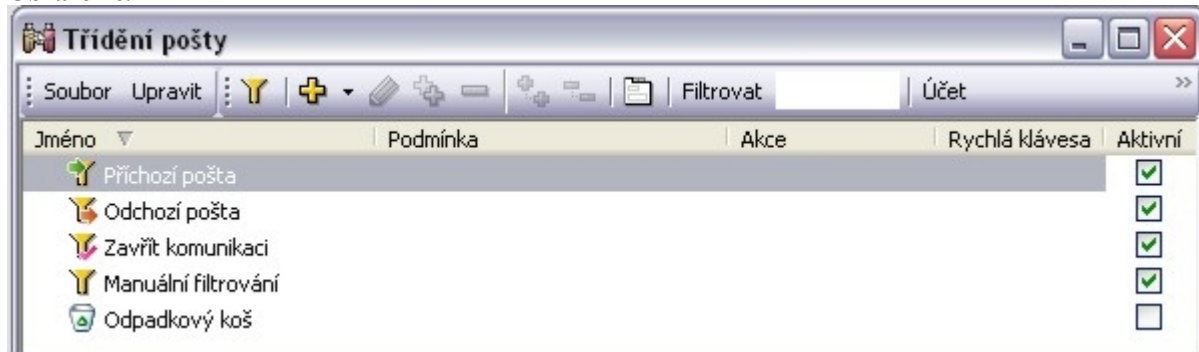 Třídění pošty
Soubor Upravit Filtrovat Účet »
Jméno Podmínka Akce Rychlá klávesa Aktivní
Příchozí pošta
Odchozí pošta
Zavřít komunikaci
Manuální filtrování
Odpadkový koš